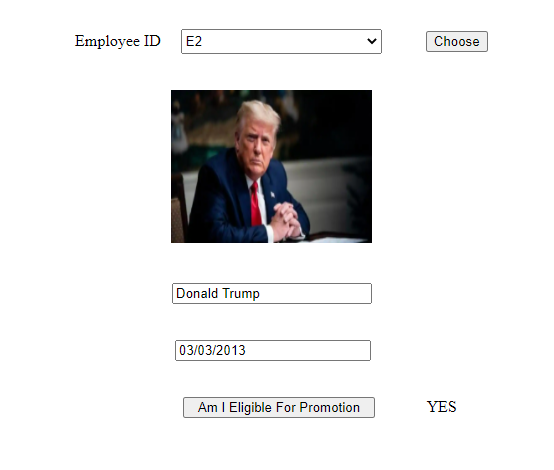 Employee ID E2 Choose
Donald Trump
03/03/2013
Am I Eligible For Promotion YES